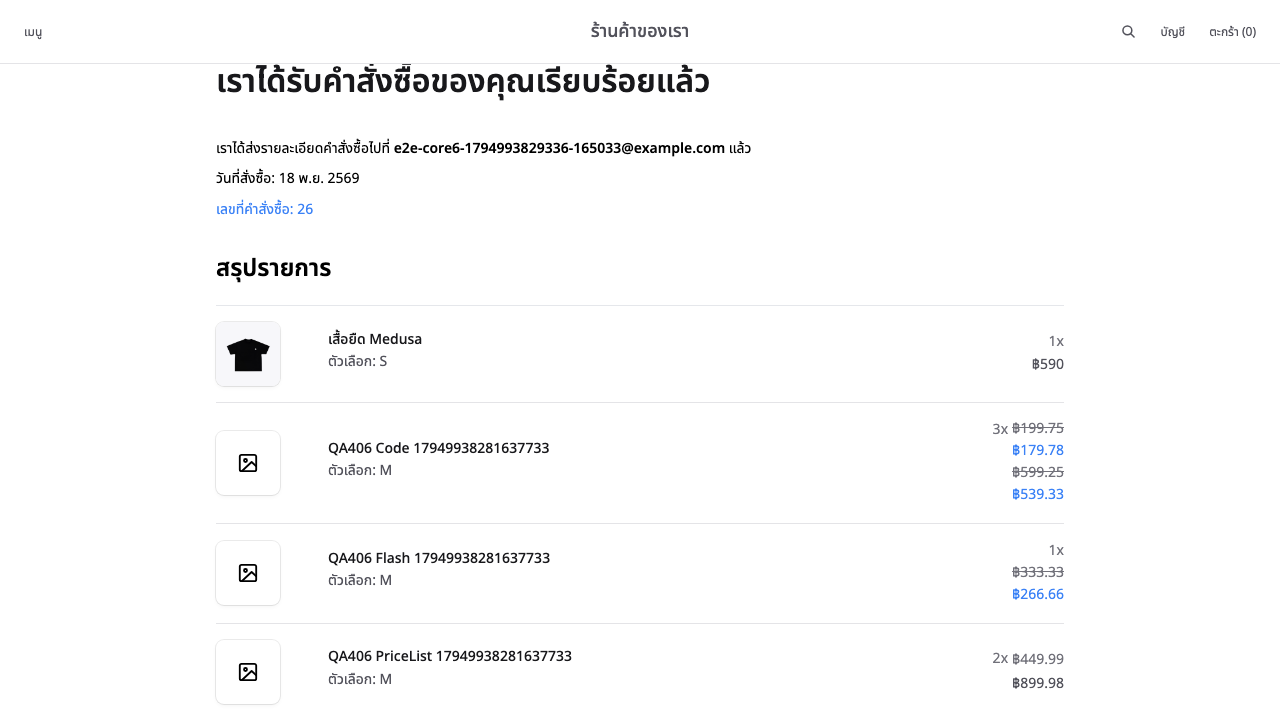 เมนู
ร้านค้าของเรา
บัญชี
ตะกร้า (0)
เราได้รับคำสั่งซื้อของคุณเรียบร้อยแล้ว
เราได้ส่งรายละเอียดคำสั่งซื้อไปที่ e2e-core6-1794993829336-165033@example.com แล้ว
วันที่สั่งซื้อ: 18 พ.ย. 2569
เลขที่คำสั่งซื้อ: 26
สรุปรายการ
เสื้อยืด Medusa
ตัวเลือก: S
1x
฿590
QA406 Code 17949938281637733
ตัวเลือก: M
3x ฿199.75
฿179.78
฿599.25
฿539.33
QA406 Flash 17949938281637733
ตัวเลือก: M
1x
฿333.33
฿266.66
QA406 PriceList 17949938281637733
ตัวเลือก: M
2x ฿449.99
฿899.98